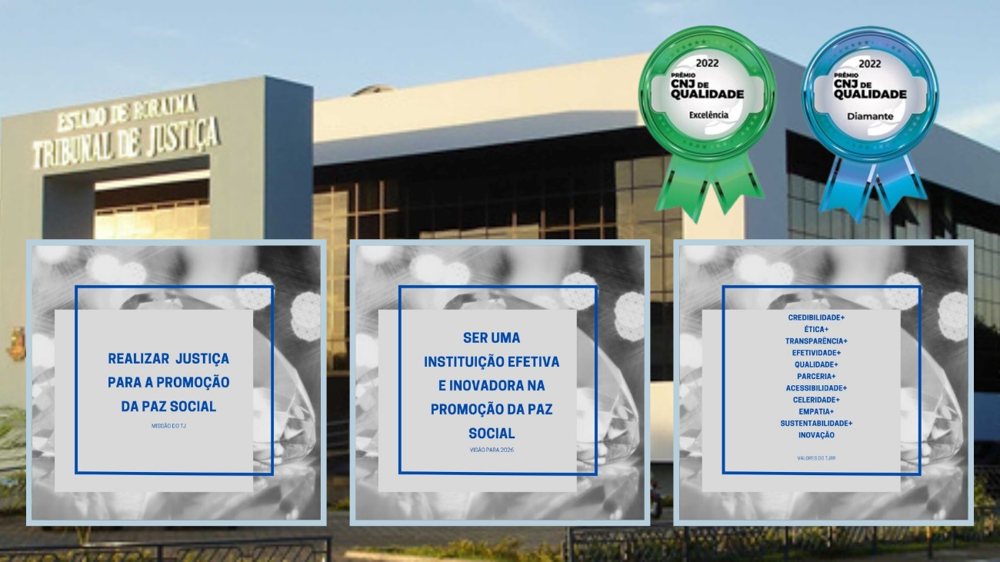 ESTADO DE RORAIMA
TRIBUNAL DE JUSTIÇA
2022
PRÊMIO
CNJ DE
QUALIDADE
Excelência
2022
PRÊMIO
CNJ DE
QUALIDADE
Diamante
REALIZAR JUSTIÇA
PARA A PROMOÇÃO
DA PAZ SOCIAL
MISSÃO DO TJ
SER UMA
INSTITUIÇÃO EFETIVA
E INOVADORA NA
PROMOÇÃO DA PAZ
SOCIAL
VISÃO PARA 2026
CREDIBILIDADE+
ÉTICA+
TRANSPARÊNCIA+
EFETIVIDADE+
QUALIDADE+
PARCERIA+
ACESSIBILIDADE+
CELERIDADE+
EMPATIA+
SUSTENTABILIDADE+
INOVAÇÃO
VALORES DO TJRR